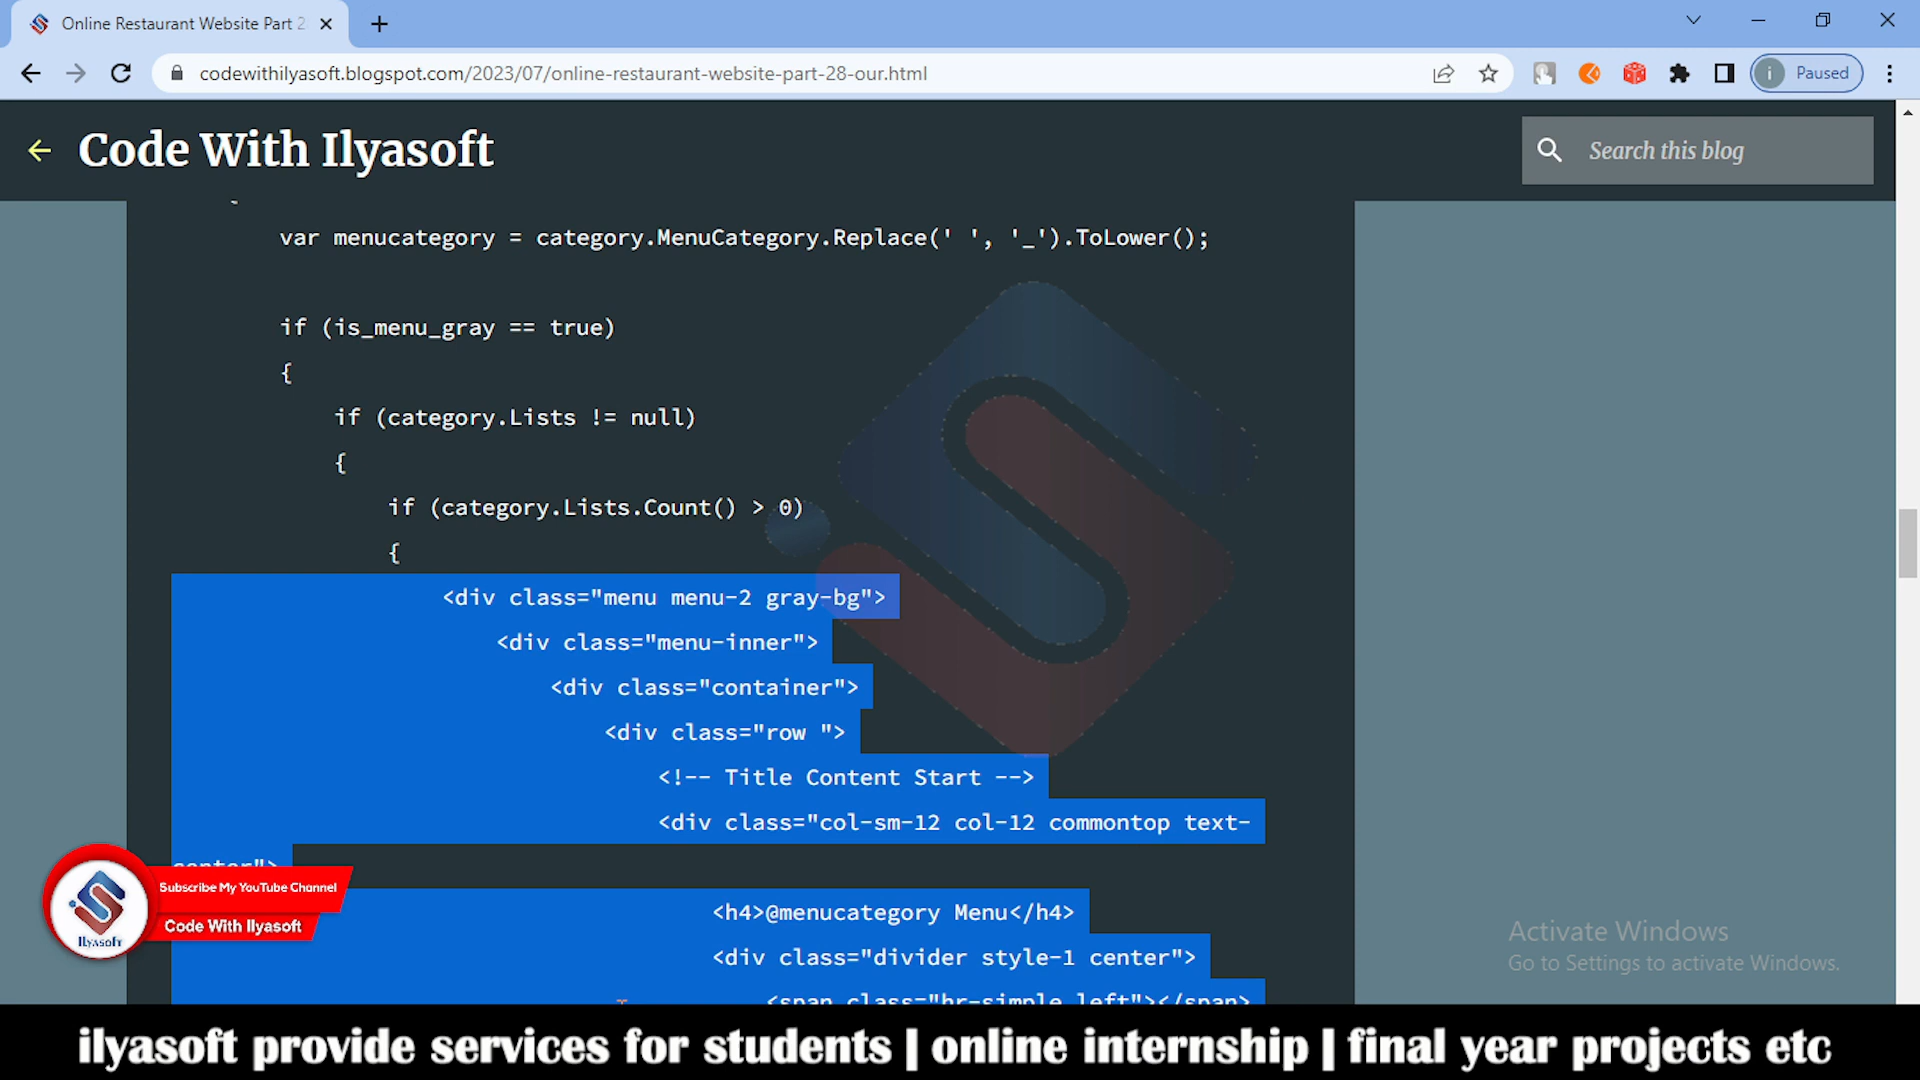 Online Restaurant Website Part 2
codewithilyasoft.blogspot.com/2023/07/online-restaurant-website-part-28-our.html
i Paused
Code With Ilyasoft
Search this blog
var menucategory = category.MenuCategory.Replace(' ', '_').ToLower();
if (is_menu_gray == true)
{
if (category.Lists != null)
{
if (category.Lists.Count() > 0)
{
<div class="menu menu-2 gray-bg">
<div class="menu-inner">
<div class="container">
<div class="row ">
<!-- Title Content Start -->
<div class="col-sm-12 col-12 commontop text-
center">
Subscribe My YouTube Channel
Code With Ilyasoft
Ilyasoft
<h4>@menucategory Menu</h4>
<div class="divider style-1 center">
<span class="hr-simple left"></span>
Activate Windows
Go to Settings to activate Windows.
ilyasoft provide services for students | online internship | final year projects etc